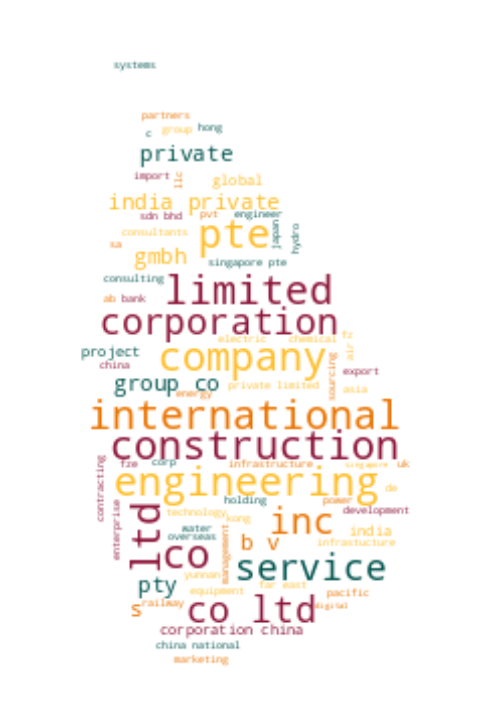 systems
partners
c group hong
private
import llc global
india private
sdn bhd pvt engineer
consultants pte japan hydro
sa gmbh
singapore pte
consulting limited
ab bank
corporation
electric chemical fz
project company air
china sourcing export
group co private limited asia
energy
international
construction
fze corp infrastructure singapore uk
contracting engineering de
holding power
enterprise ltd technology inc development
kong
water india
overseas b v infrastucture
co management
yunnan service
pty equipment far east
pacific
s railway co ltd digital
corporation china
china national
marketing